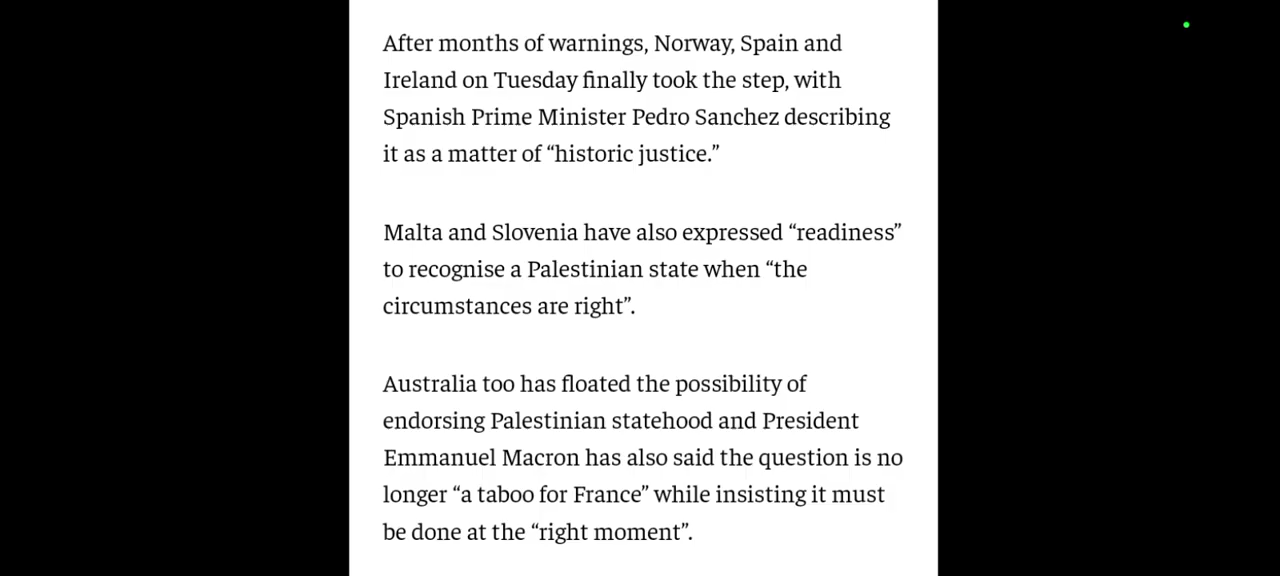 After months of warnings, Norway, Spain and
Ireland on Tuesday finally took the step, with
Spanish Prime Minister Pedro Sanchez describing
it as a matter of “historic justice.”
Malta and Slovenia have also expressed “readiness”
to recognise a Palestinian state when “the
circumstances are right”.
Australia too has floated the possibility of
endorsing Palestinian statehood and President
Emmanuel Macron has also said the question is no
longer “a taboo for France” while insisting it must
be done at the “right moment”.